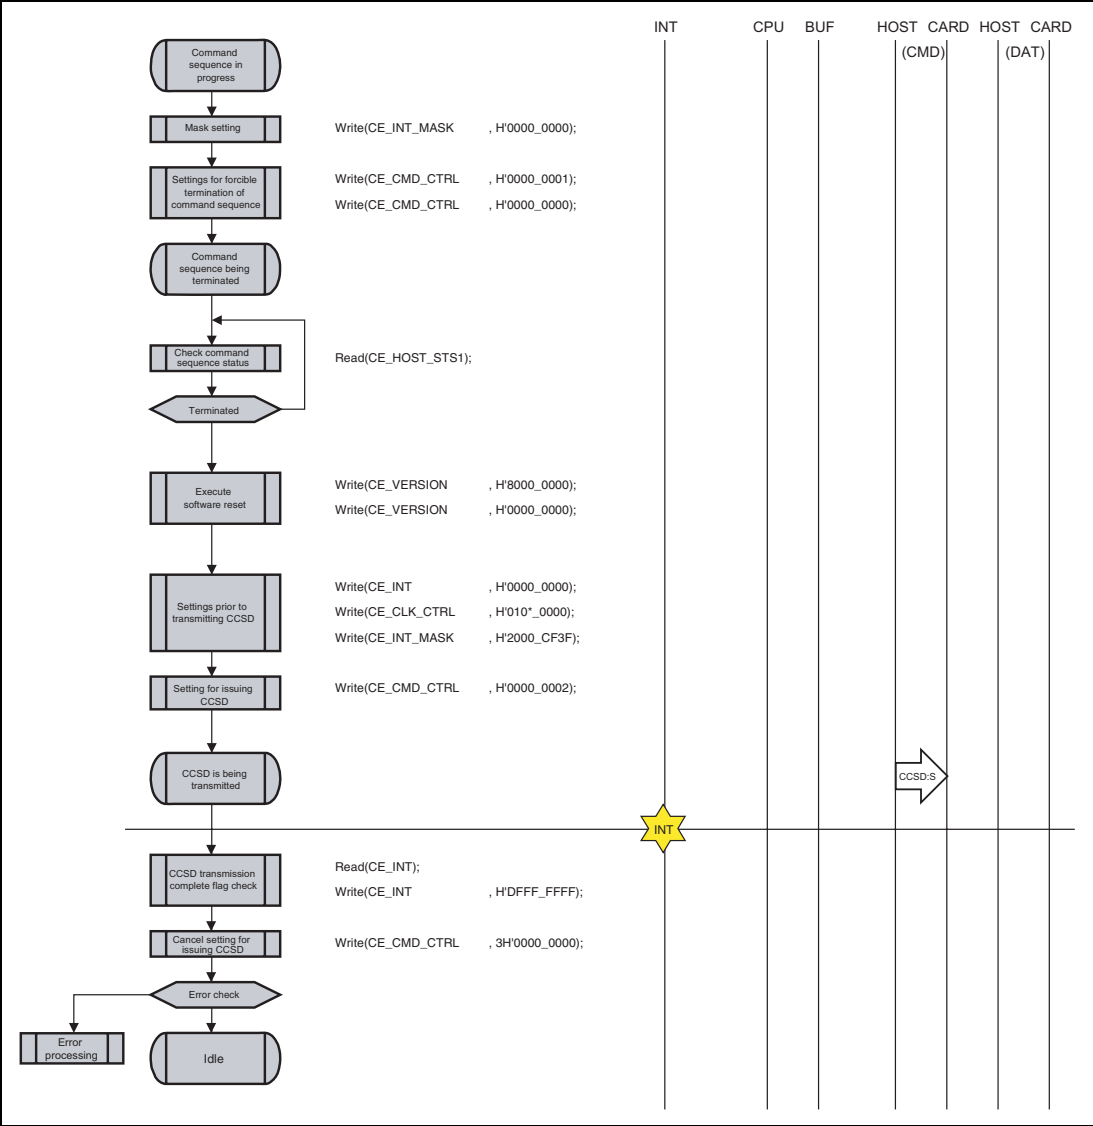 INT CPU BUF HOST CARD HOST CARD
(CMD) (DAT)
Command
sequence in
progress
Mask setting
Write(CE_INT_MASK , H'0000_0000);
Settings for forcible
termination of
command sequence
Write(CE_CMD_CTRL , H'0000_0001);
Write(CE_CMD_CTRL , H'0000_0000);
Command
sequence being
terminated
Check command
sequence status
Read(CE_HOST_STS1);
Terminated
Execute
software reset
Write(CE_VERSION , H'8000_0000);
Write(CE_VERSION , H'0000_0000);
Settings prior to
transmitting CCSD
Write(CE_INT , H'0000_0000);
Write(CE_CLK_CTRL , H'010*_0000);
Write(CE_INT_MASK , H'2000_CF3F);
Setting for issuing
CCSD
Write(CE_CMD_CTRL , H'0000_0002);
CCSD is being
transmitted
CCSD:S
INT
CCSD transmission
complete flag check
Read(CE_INT);
Write(CE_INT , H'DFFF_FFFF);
Cancel setting for
issuing CCSD
Write(CE_CMD_CTRL , 3H'0000_0000);
Error check
Error
processing
Idle